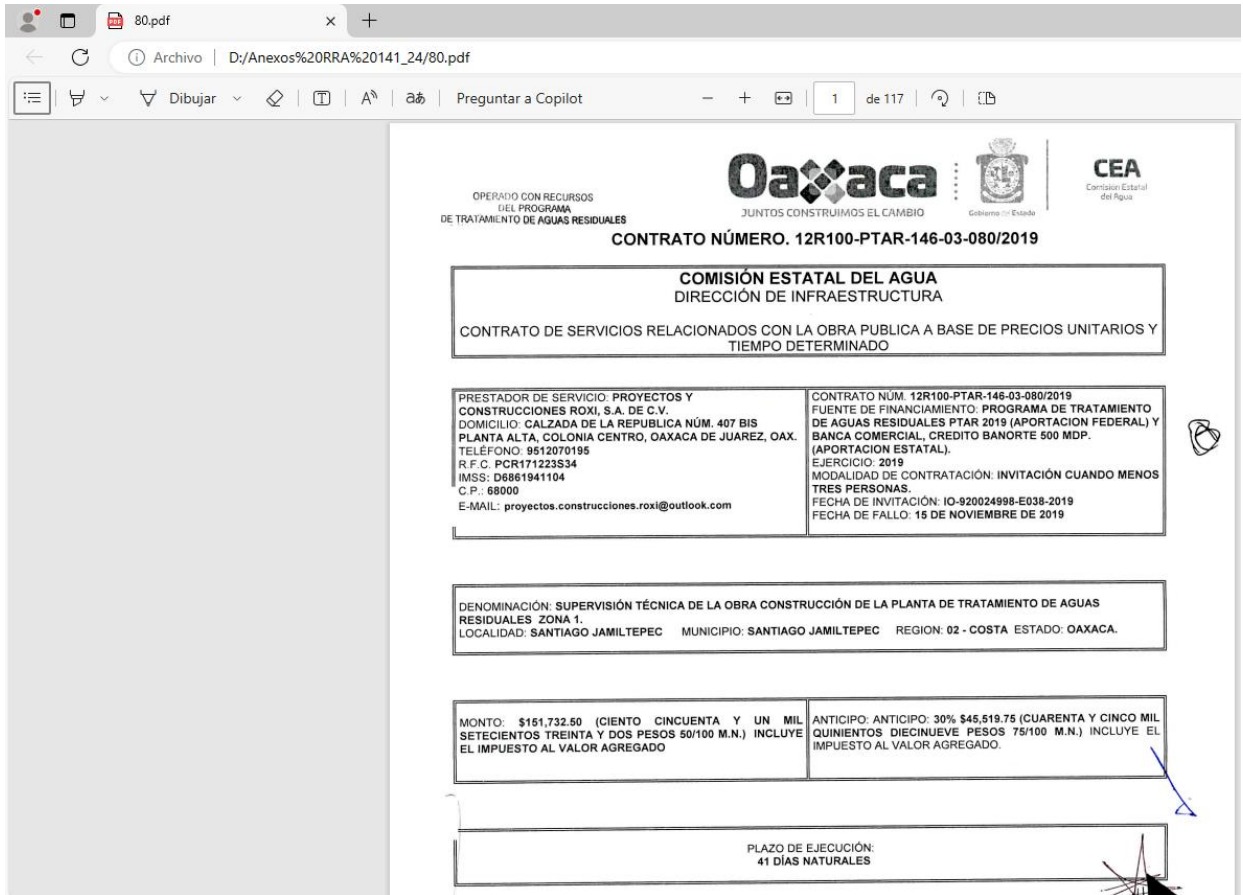 80.pdf
Archivo | D:/Anexos%20RRA%20141_24/80.pdf
Dibujar
Preguntar a Copilot
1 de 117
OPERADO CON RECURSOS
DEL PROGRAMA
DE TRATAMIENTO DE AGUAS RESIDUALES
Oaxaca
JUNTOS CONSTRUIMOS EL CAMBIO
Gobierno del Estado
CEA
Comisión Estatal
del Agua
CONTRATO NÚMERO. 12R100-PTAR-146-03-080/2019
COMISIÓN ESTATAL DEL AGUA
DIRECCIÓN DE INFRAESTRUCTURA
CONTRATO DE SERVICIOS RELACIONADOS CON LA OBRA PUBLICA A BASE DE PRECIOS UNITARIOS Y
TIEMPO DETERMINADO
PRESTADOR DE SERVICIO: PROYECTOS Y
CONSTRUCCIONES ROXI, S.A. DE C.V.
DOMICILIO: CALZADA DE LA REPUBLICA NÚM. 407 BIS
PLANTA ALTA, COLONIA CENTRO, OAXACA DE JUAREZ, OAX.
TELÉFONO: 9512070195
R.F.C. PCR171223S34
IMSS: D6861941104
C.P.: 68000
E-MAIL: proyectos.construcciones.roxi@outlook.com
CONTRATO NÚM. 12R100-PTAR-146-03-080/2019
FUENTE DE FINANCIAMIENTO: PROGRAMA DE TRATAMIENTO
DE AGUAS RESIDUALES PTAR 2019 (APORTACION FEDERAL) Y
BANCA COMERCIAL, CREDITO BANORTE 500 MDP.
(APORTACION ESTATAL).
EJERCICIO: 2019
MODALIDAD DE CONTRATACIÓN: INVITACIÓN CUANDO MENOS
TRES PERSONAS.
FECHA DE INVITACIÓN: IO-920024998-E038-2019
FECHA DE FALLO: 15 DE NOVIEMBRE DE 2019
DENOMINACIÓN: SUPERVISIÓN TÉCNICA DE LA OBRA CONSTRUCCIÓN DE LA PLANTA DE TRATAMIENTO DE AGUAS
RESIDUALES ZONA 1.
LOCALIDAD: SANTIAGO JAMILTEPEC MUNICIPIO: SANTIAGO JAMILTEPEC REGION: 02 - COSTA ESTADO: OAXACA.
MONTO: $151,732.50 (CIENTO CINCUENTA Y UN MIL
SETECIENTOS TREINTA Y DOS PESOS 50/100 M.N.) INCLUYE
EL IMPUESTO AL VALOR AGREGADO
ANTICIPO: ANTICIPO: 30% $45,519.75 (CUARENTA Y CINCO MIL
QUINIENTOS DIECINUEVE PESOS 75/100 M.N.) INCLUYE EL
IMPUESTO AL VALOR AGREGADO.
PLAZO DE EJECUCIÓN:
41 DÍAS NATURALES